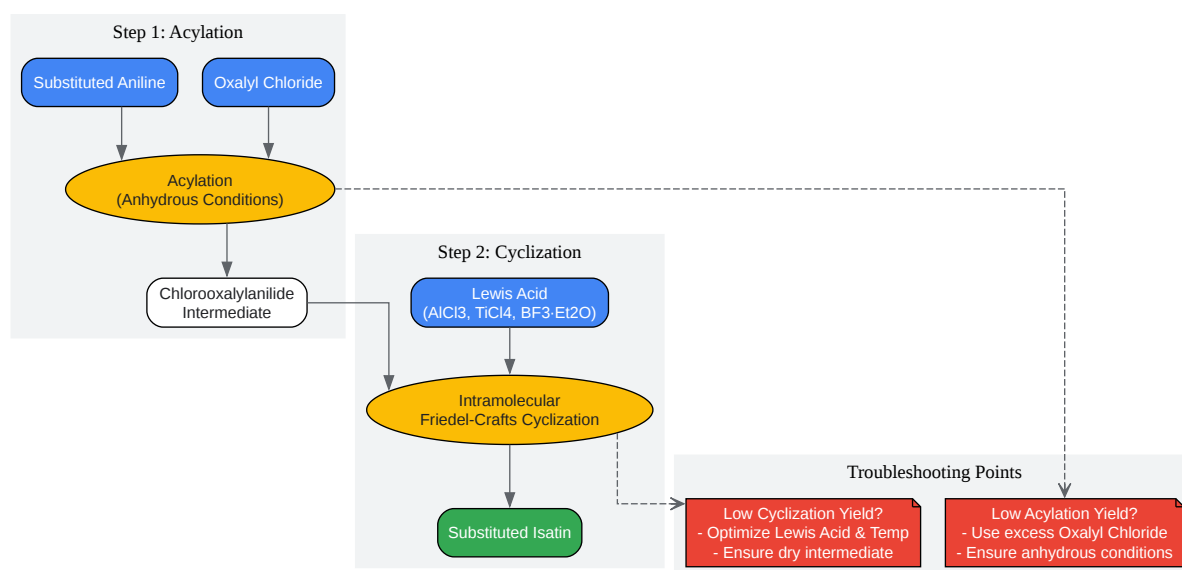 Step 1: Acylation
Substituted Aniline
Oxalyl Chloride
Acylation
(Anhydrous Conditions)
Chlorooxalylanilide
Intermediate
Step 2: Cyclization
Lewis Acid
(AlCl3, TiCl4, BF3·Et2O)
Intramolecular
Friedel-Crafts Cyclization
Substituted Isatin
Troubleshooting Points
Low Cyclization Yield?
- Optimize Lewis Acid & Temp
- Ensure dry intermediate
Low Acylation Yield?
- Use excess Oxalyl Chloride
- Ensure anhydrous conditions